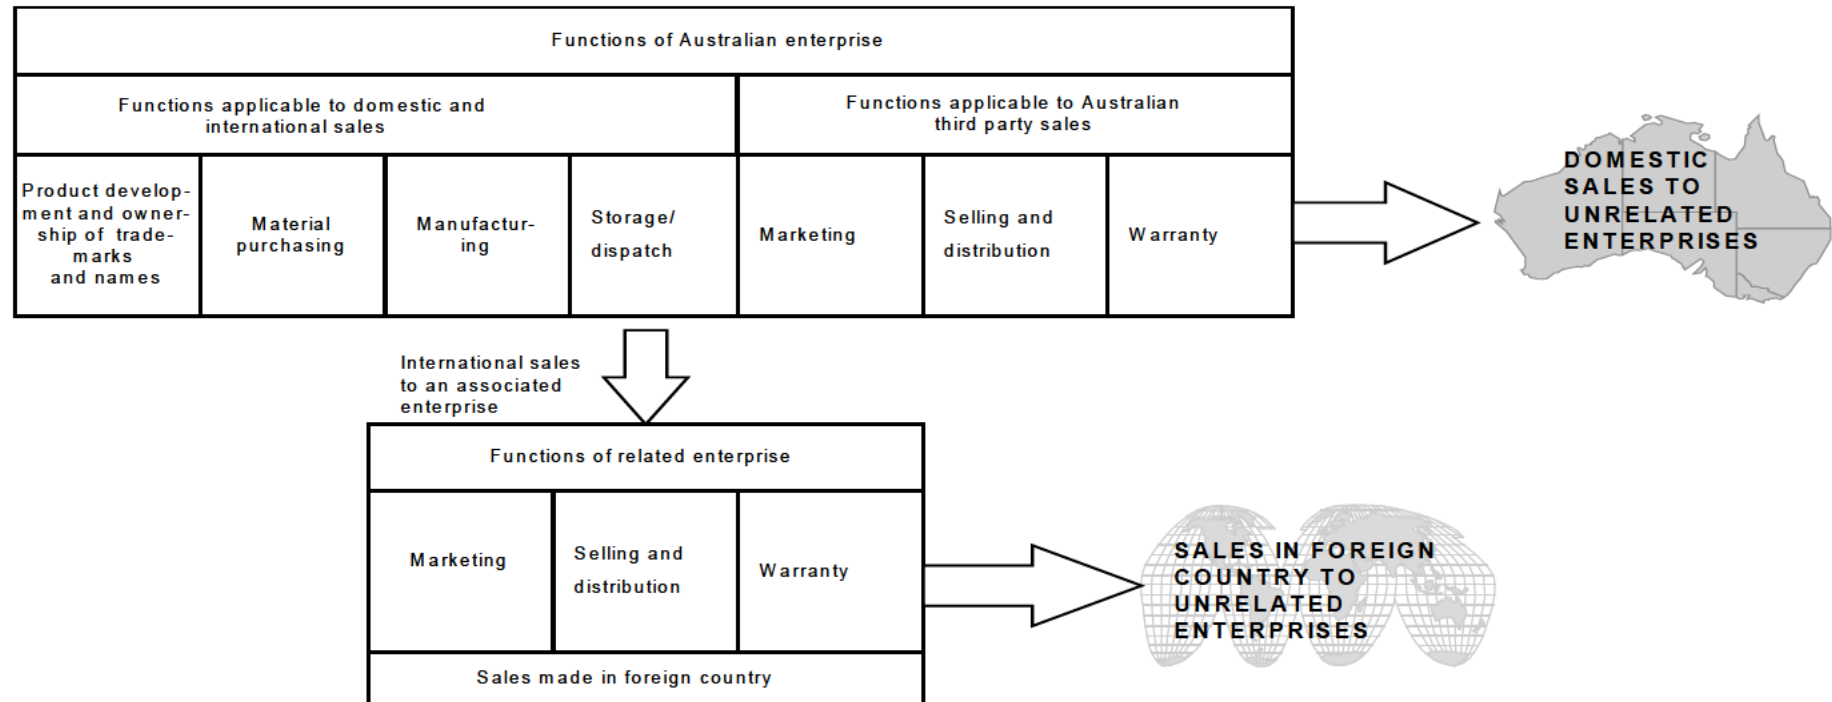 Functions of Australian enterprise
Functions applicable to domestic and
international sales
Functions applicable to Australian
third party sales
Product develop-
ment and owner-
ship of trade-
marks
and names
Material
purchasing
Manufactur-
ing
Storage/
dispatch
Marketing
Selling and
distribution
Warranty
DOMESTIC
SALES TO
UNRELATED
ENTERPRISES
International sales
to an associated
enterprise
Functions of related enterprise
Marketing
Selling and
distribution
Warranty
Sales made in foreign country
SALES IN FOREIGN
COUNTRY TO
UNRELATED
ENTERPRISES